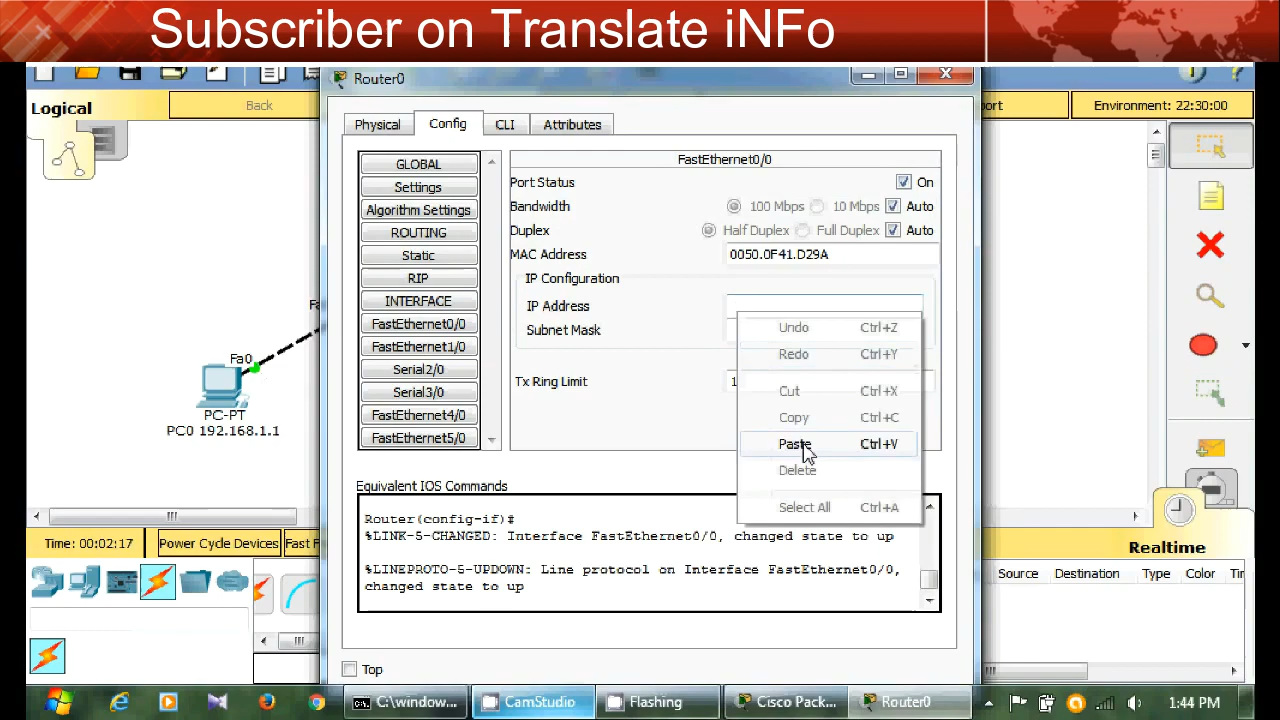 Subscriber on Translate iNFo
Router0
Logical
Back
Environment: 22:30:00
Physical
Config
CLI
Attributes
GLOBAL
Settings
Algorithm Settings
ROUTING
Static
RIP
INTERFACE
FastEthernet0/0
FastEthernet1/0
Serial2/0
Serial3/0
FastEthernet4/0
FastEthernet5/0
FastEthernet0/0
Port Status
On
Bandwidth
100 Mbps
10 Mbps
Auto
Duplex
Half Duplex
Full Duplex
Auto
MAC Address
0050.0F41.D29A
IP Configuration
IP Address
Subnet Mask
Tx Ring Limit
1
Undo Ctrl+Z
Redo Ctrl+Y
Cut Ctrl+X
Copy Ctrl+C
Paste Ctrl+V
Delete
Select All Ctrl+A
Fa0
PC-PT
PC0 192.168.1.1
Equivalent IOS Commands
Router(config-if)#
%LINK-5-CHANGED: Interface FastEthernet0/0, changed state to up
%LINEPROTO-5-UPDOWN: Line protocol on Interface FastEthernet0/0,
changed state to up
Top
Time: 00:02:17
Power Cycle Devices
Fast F
Realtime
Source
Destination
Type
Color
C:\window...
CamStudio
Flashing
Cisco Pack...
Router0
1:44 PM